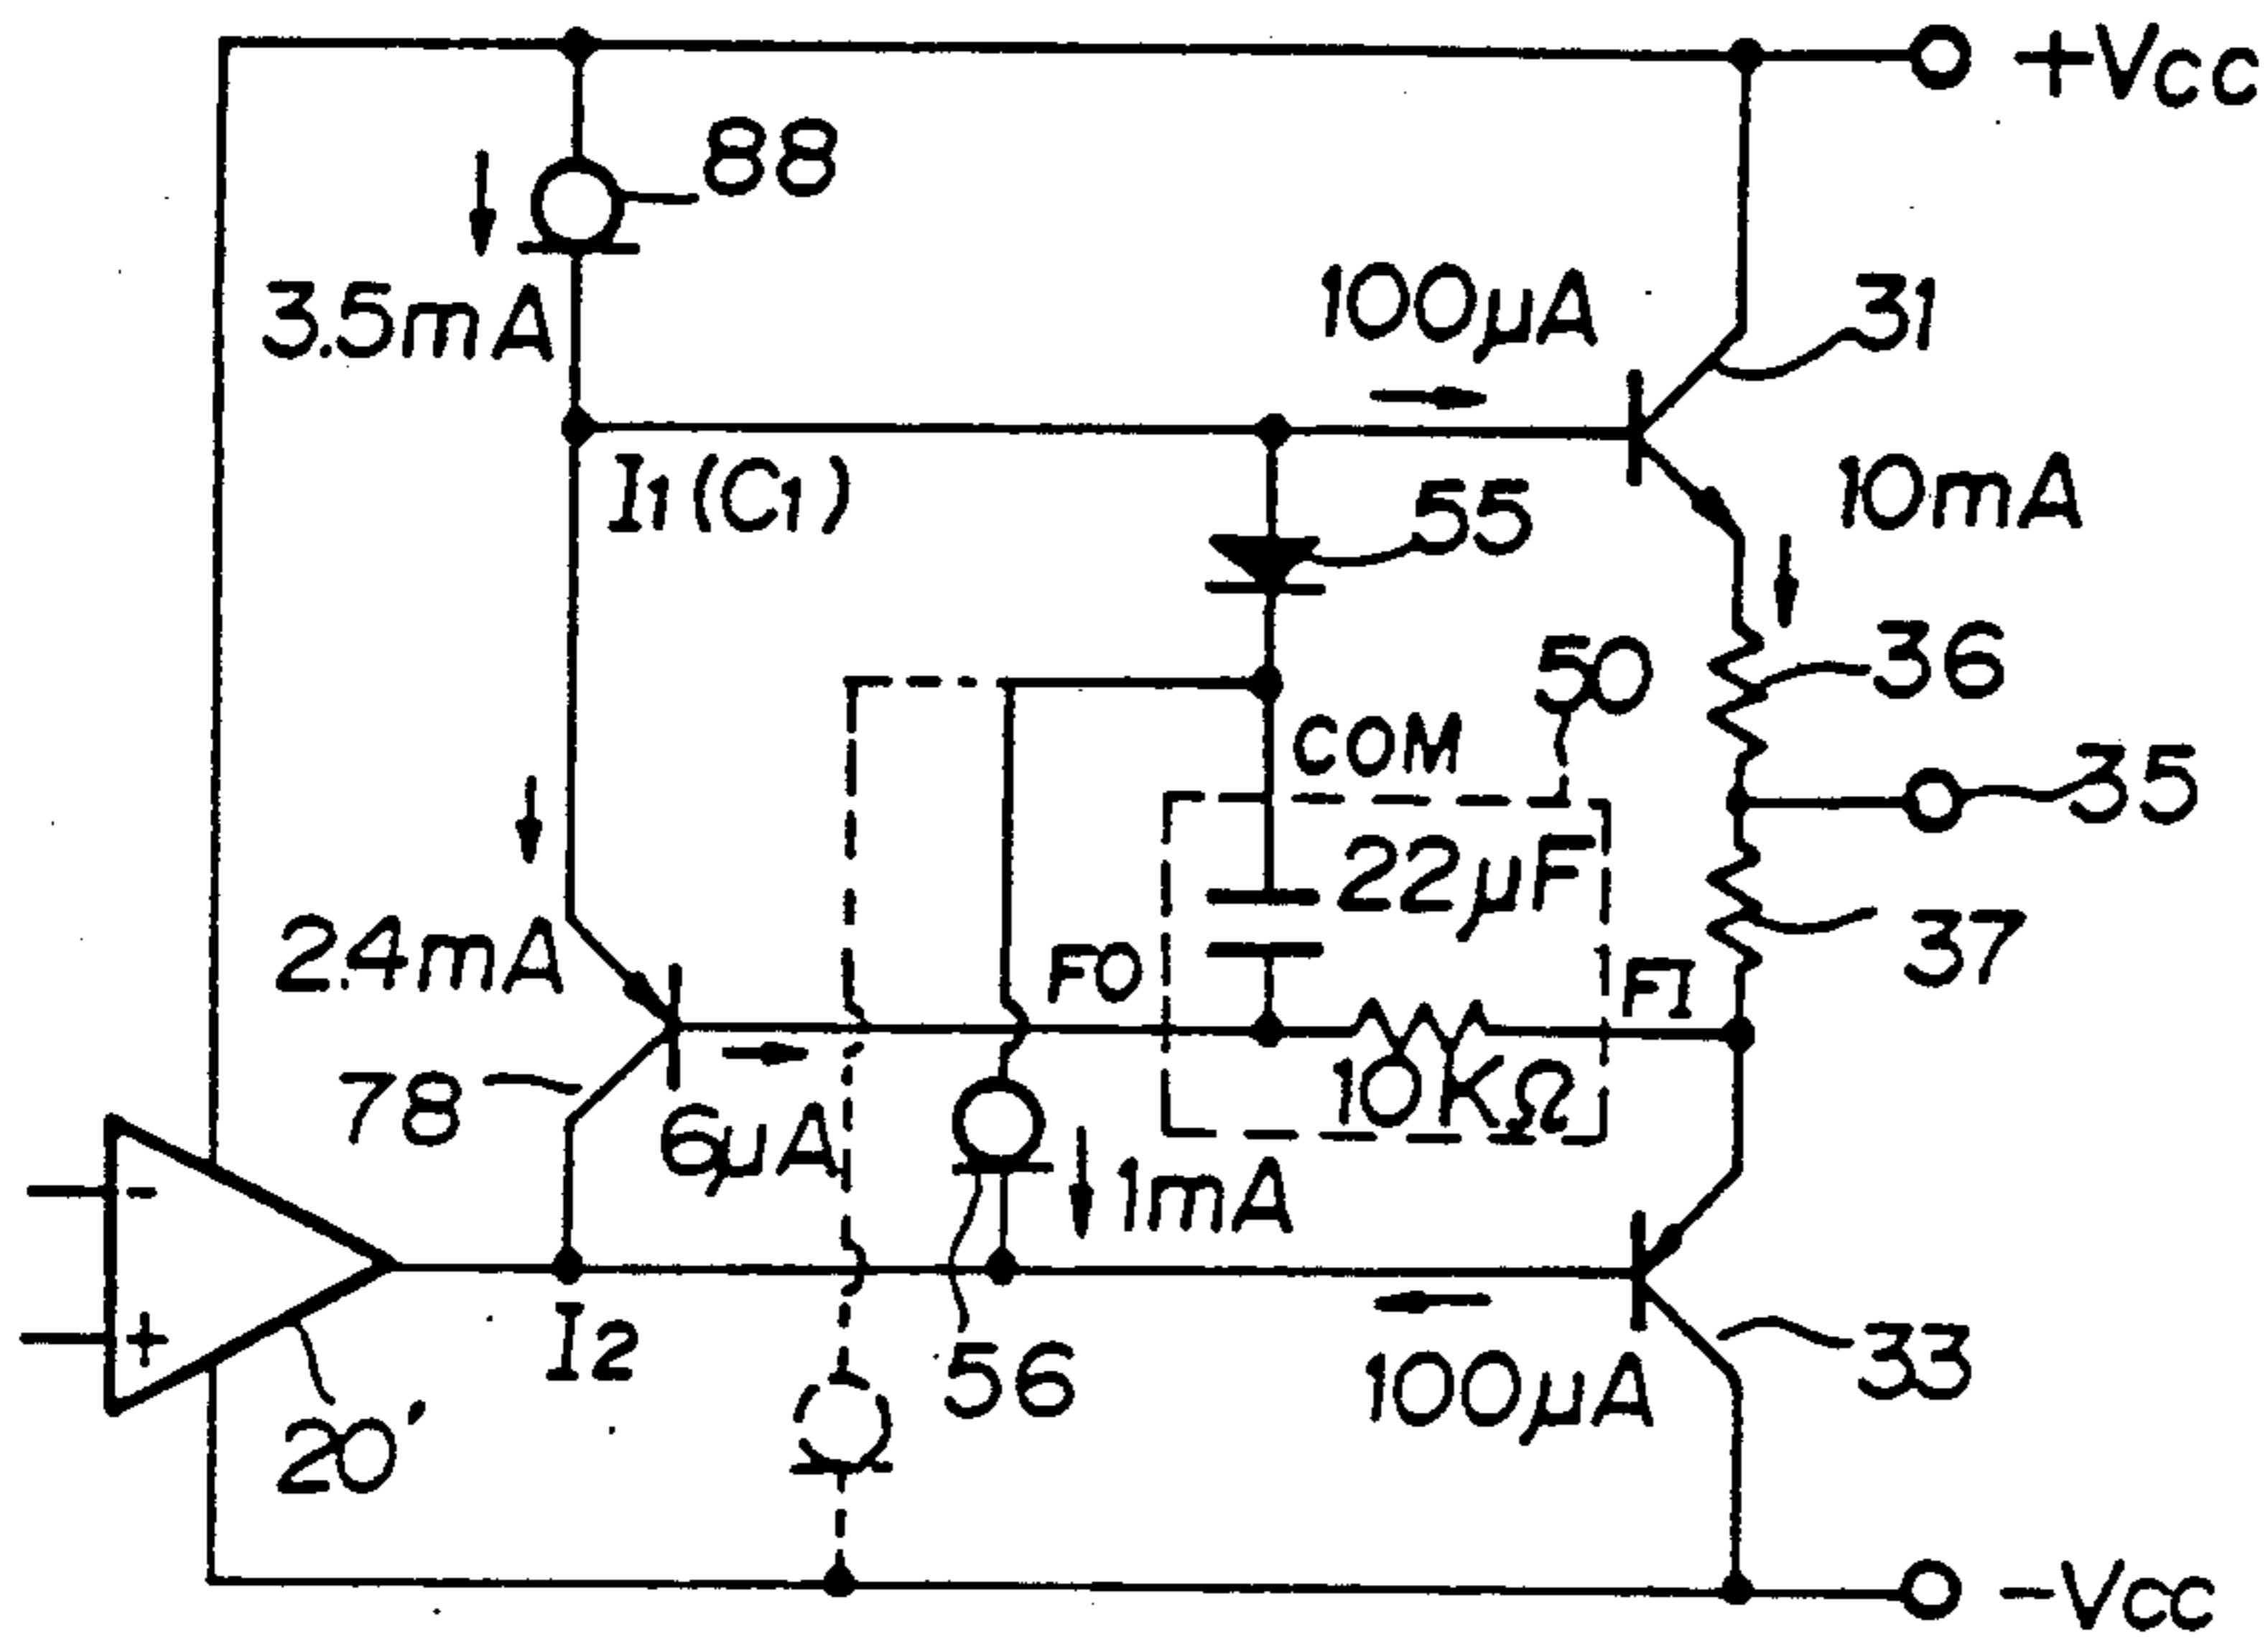 +Vcc
88
3.5mA
100µA
31
I1(C1)
10mA
55
50
36
COM
35
22µF
2.4mA
FO
FI
37
10KΩ
78
6µA
1mA
-
+
I2
56
100µA
33
20'
-Vcc